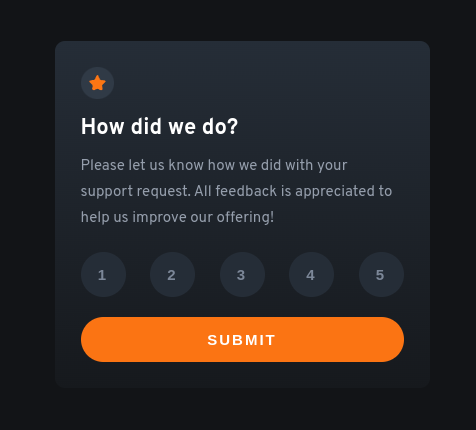 How did we do?
Please let us know how we did with your
support request. All feedback is appreciated to
help us improve our offering!
1 2 3 4 5
SUBMIT